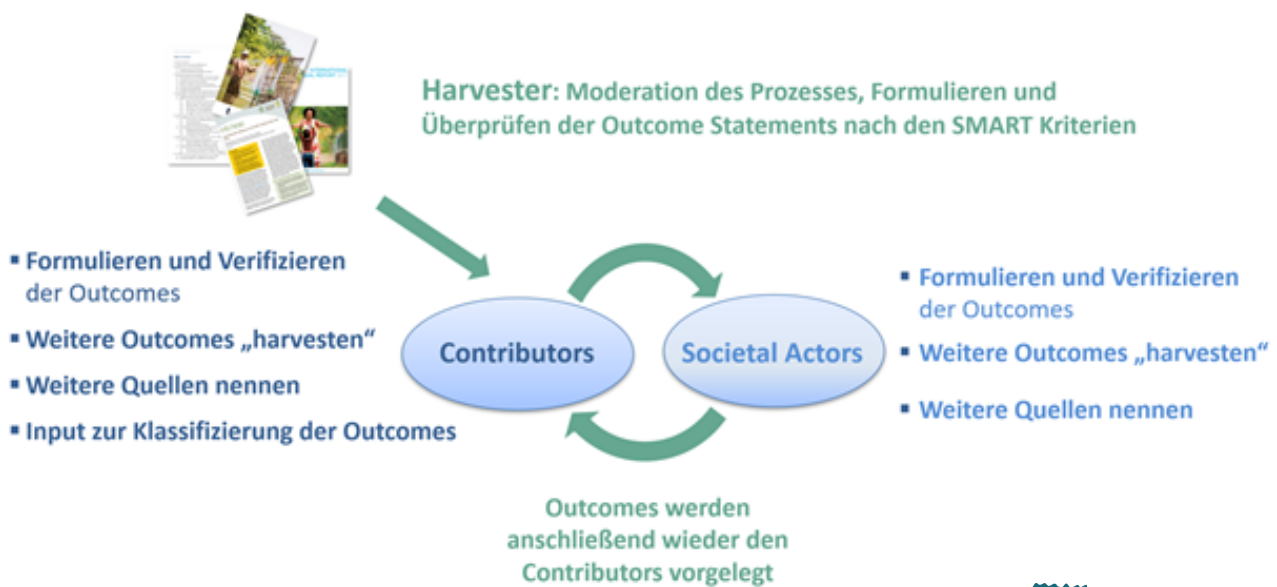 Harvester: Moderation des Prozesses, Formulieren und
Überprüfen der Outcome Statements nach den SMART Kriterien
▪ Formulieren und Verifizieren
der Outcomes
▪ Weitere Outcomes „harvesten“
▪ Weitere Quellen nennen
▪ Input zur Klassifizierung der Outcomes
Contributors
Societal Actors
▪ Formulieren und Verifizieren
der Outcomes
▪ Weitere Outcomes „harvesten“
▪ Weitere Quellen nennen
Outcomes werden
anschließend wieder den
Contributors vorgelegt